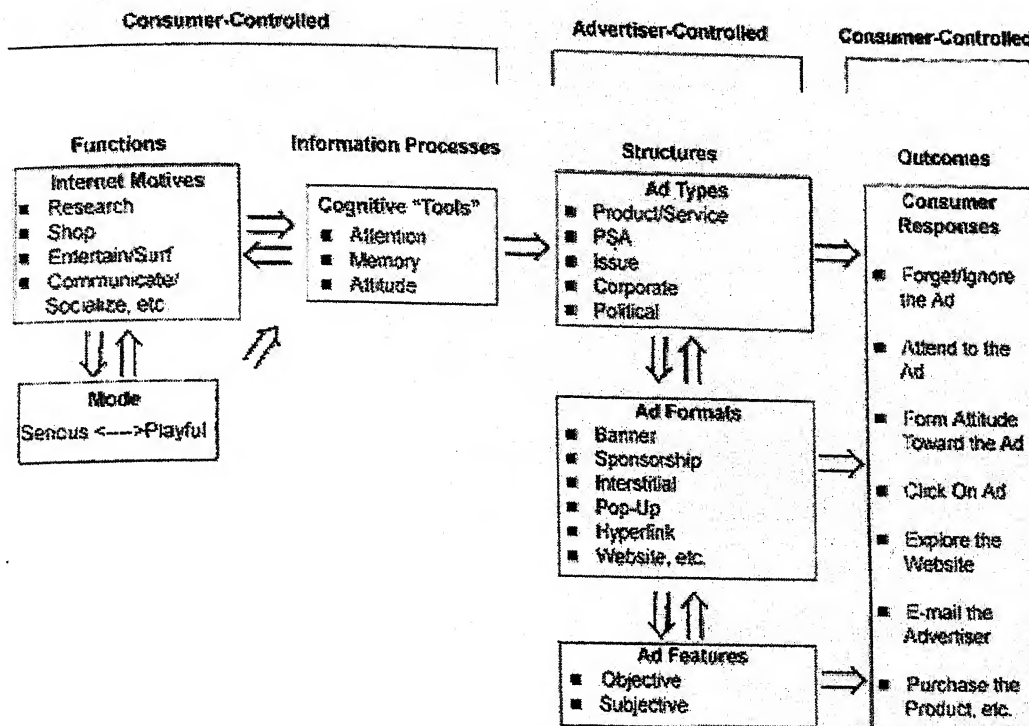 Consumer-Controlled
Advertiser-Controlled
Consumer-Controlled
Functions
Internet Motives
■ Research
■ Shop
■ Entertain/Surf
■ Communicate/
Socialize, etc
Mode
Serious <---->Playful
Information Processes
Cognitive "Tools"
■ Attention
■ Memory
■ Attitude
Structures
Ad Types
■ Product/Service
■ PSA
■ Issue
■ Corporate
■ Political
Ad Formats
■ Banner
■ Sponsorship
■ Interstitial
■ Pop-Up
■ Hyperlink
■ Website, etc.
Ad Features
■ Objective
■ Subjective
Outcomes
Consumer
Responses
■ Forget/Ignore
the Ad
■ Attend to the
Ad
■ Form Attitude
Toward the Ad
■ Click On Ad
■ Explore the
Website
■ E-mail the
Advertiser
■ Purchase the
Product, etc.